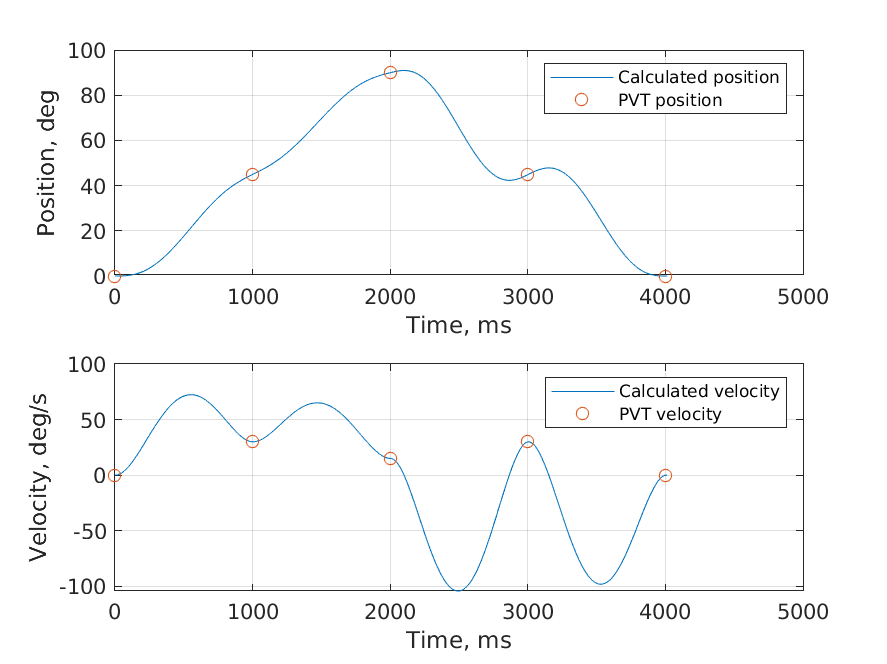 100
80
60
40
20
0
Position, deg
Calculated position
PVT position
0 1000 2000 3000 4000 5000
Time, ms
100
50
0
-50
-100
Velocity, deg/s
Calculated velocity
PVT velocity
0 1000 2000 3000 4000 5000
Time, ms